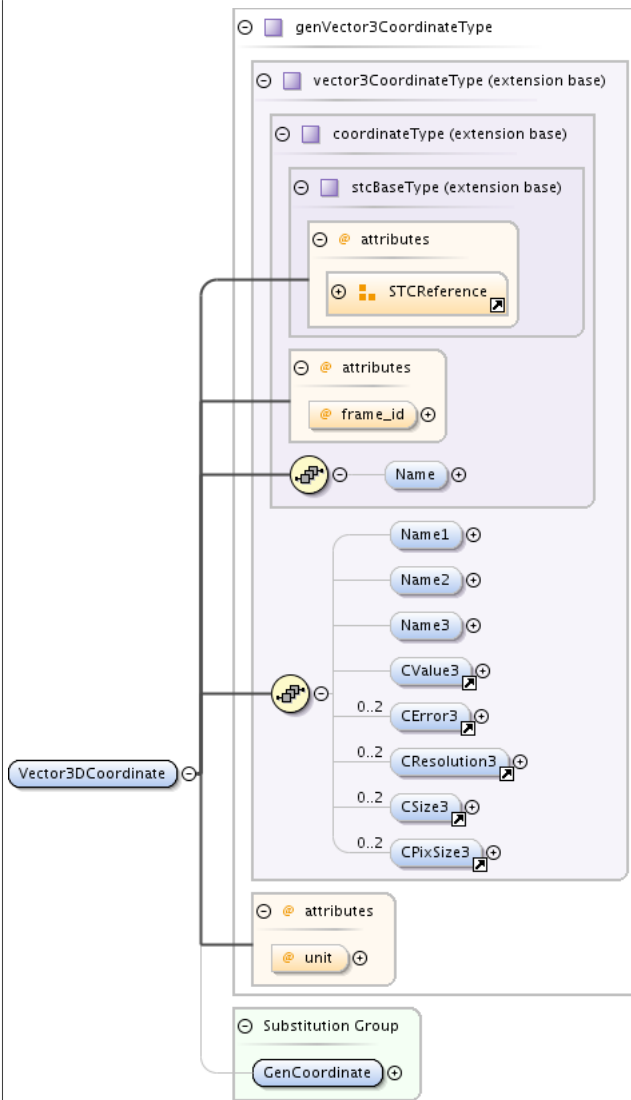 genVector3CoordinateType
vector3CoordinateType (extension base)
coordinateType (extension base)
stcBaseType (extension base)
@ attributes
STCReference
@ attributes
@ frame_id
Name
Name1
Name2
Name3
CValue3
0..2 CError3
0..2 CResolution3
0..2 CSize3
0..2 CPixSize3
Vector3DCoordinate
@ attributes
@ unit
Substitution Group
GenCoordinate